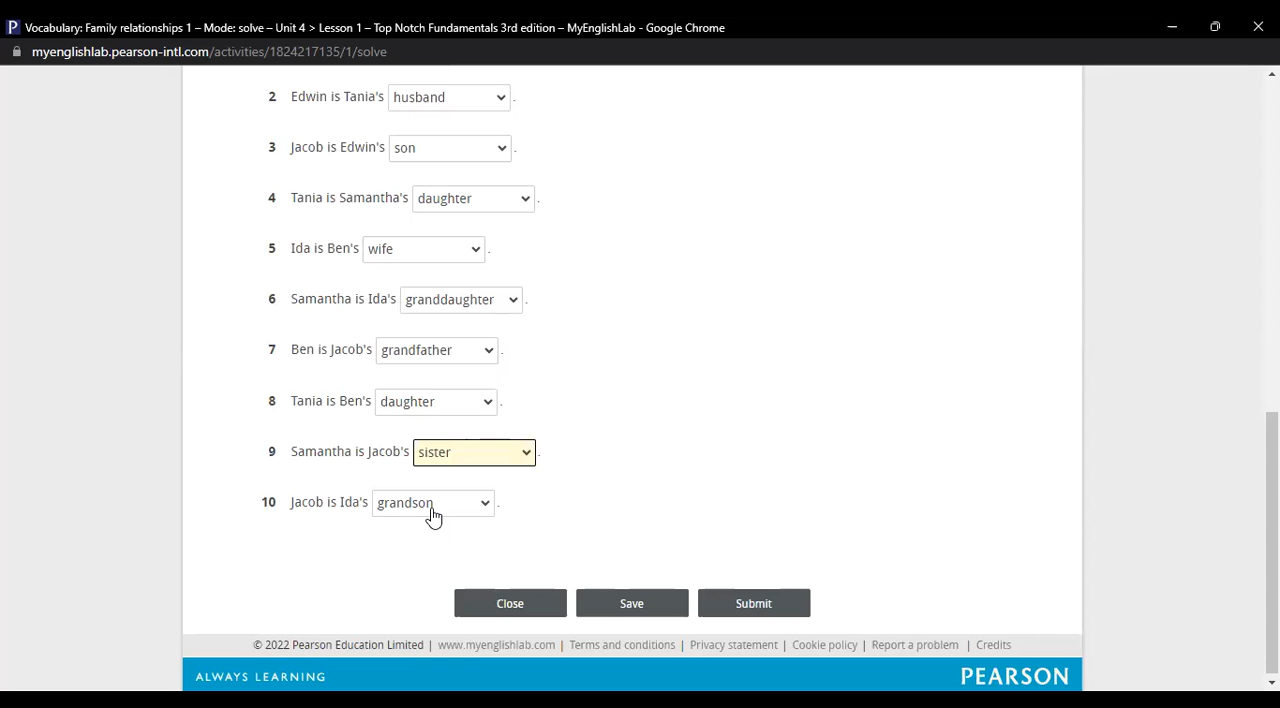 Vocabulary: Family relationships 1 – Mode: solve – Unit 4 > Lesson 1 – Top Notch Fundamentals 3rd edition – MyEnglishLab - Google Chrome
myenglishlab.pearson-intl.com/activities/1824217135/1/solve
2 Edwin is Tania's husband .
3 Jacob is Edwin's son .
4 Tania is Samantha's daughter .
5 Ida is Ben's wife .
6 Samantha is Ida's granddaughter .
7 Ben is Jacob's grandfather .
8 Tania is Ben's daughter .
9 Samantha is Jacob's sister .
10 Jacob is Ida's grandson .
Close Save Submit
© 2022 Pearson Education Limited | www.myenglishlab.com | Terms and conditions | Privacy statement | Cookie policy | Report a problem | Credits
ALWAYS LEARNING PEARSON